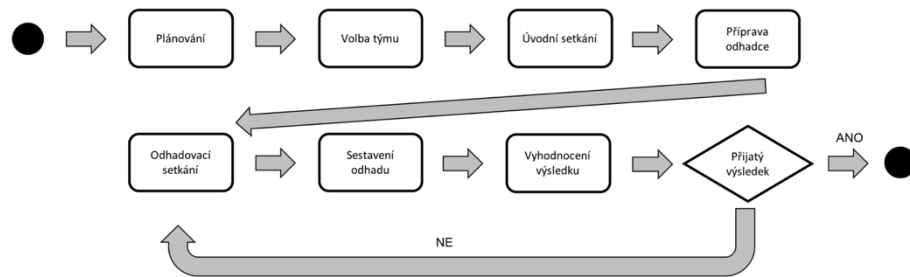 Plánování
Volba týmu
Úvodní setkání
Příprava
odhadce
Odhadovací
setkání
Sestavení
odhadu
Vyhodnocení
výsledku
Přijatý
výsledek
ANO
NE